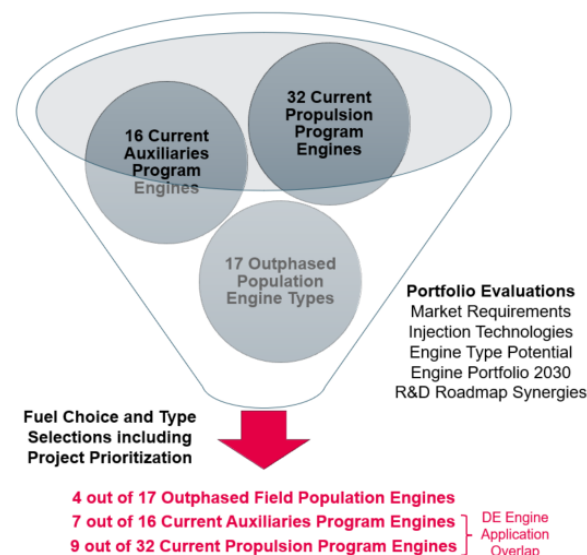 32 Current
Propulsion
Program
Engines
16 Current
Auxiliaries
Program
Engines
17 Outphased
Population
Engine Types
Portfolio Evaluations
Market Requirements
Injection Technologies
Engine Type Potential
Engine Portfolio 2030
R&D Roadmap Synergies
Fuel Choice and Type
Selections including
Project Prioritization
4 out of 17 Outphased Field Population Engines
7 out of 16 Current Auxiliaries Program Engines
9 out of 32 Current Propulsion Program Engines
DE Engine
Application
Overlap